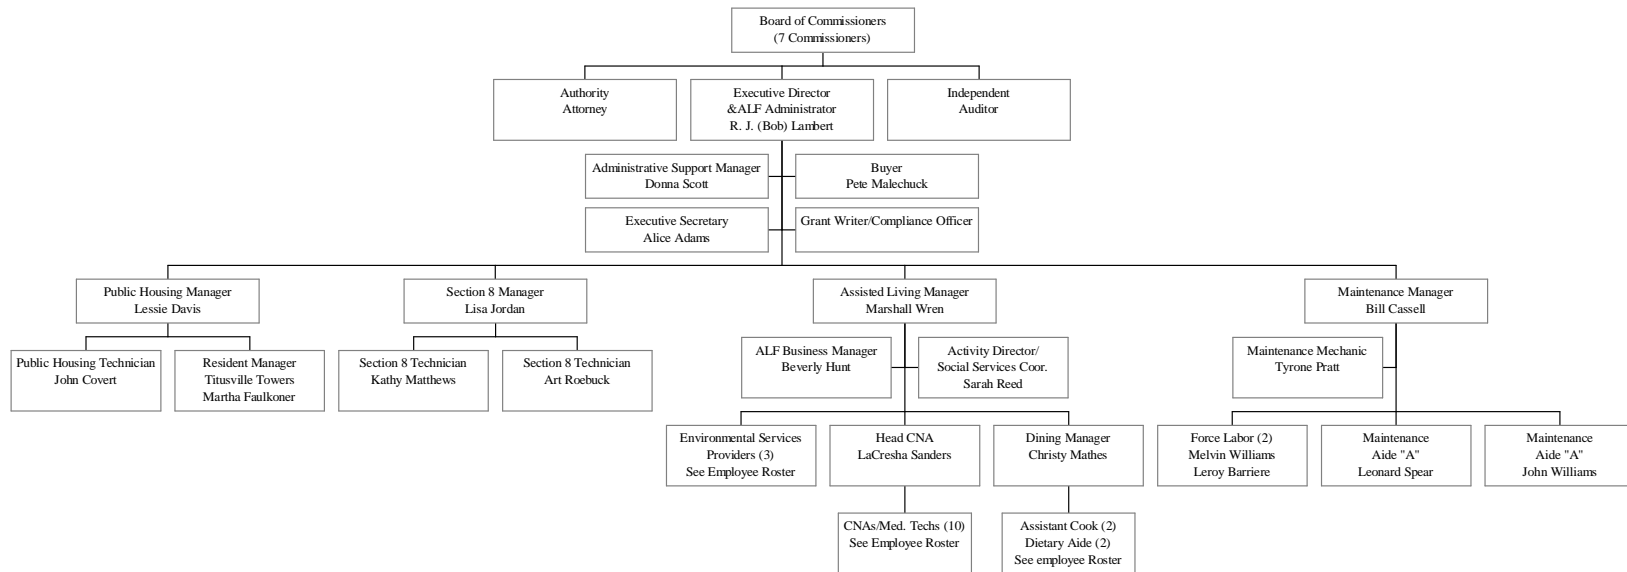 Board of Commissioners
(7 Commissioners)
Authority
Attorney
Executive Director
&ALF Administrator
R. J. (Bob) Lambert
Independent
Auditor
Administrative Support Manager
Donna Scott
Buyer
Pete Malechuck
Executive Secretary
Alice Adams
Grant Writer/Compliance Officer
Public Housing Manager
Lessie Davis
Section 8 Manager
Lisa Jordan
Assisted Living Manager
Marshall Wren
Maintenance Manager
Bill Cassell
Public Housing Technician
John Covert
Resident Manager
Titusville Towers
Martha Faulkoner
Section 8 Technician
Kathy Matthews
Section 8 Technician
Art Roebuck
ALF Business Manager
Beverly Hunt
Activity Director/
Social Services Coor.
Sarah Reed
Maintenance Mechanic
Tyrone Pratt
Environmental Services
Providers (3)
See Employee Roster
Head CNA
LaCresha Sanders
Dining Manager
Christy Mathes
Force Labor (2)
Melvin Williams
Leroy Barriere
Maintenance
Aide "A"
Leonard Spear
Maintenance
Aide "A"
John Williams
CNAs/Med. Techs (10)
See Employee Roster
Assistant Cook (2)
Dietary Aide (2)
See employee Roster